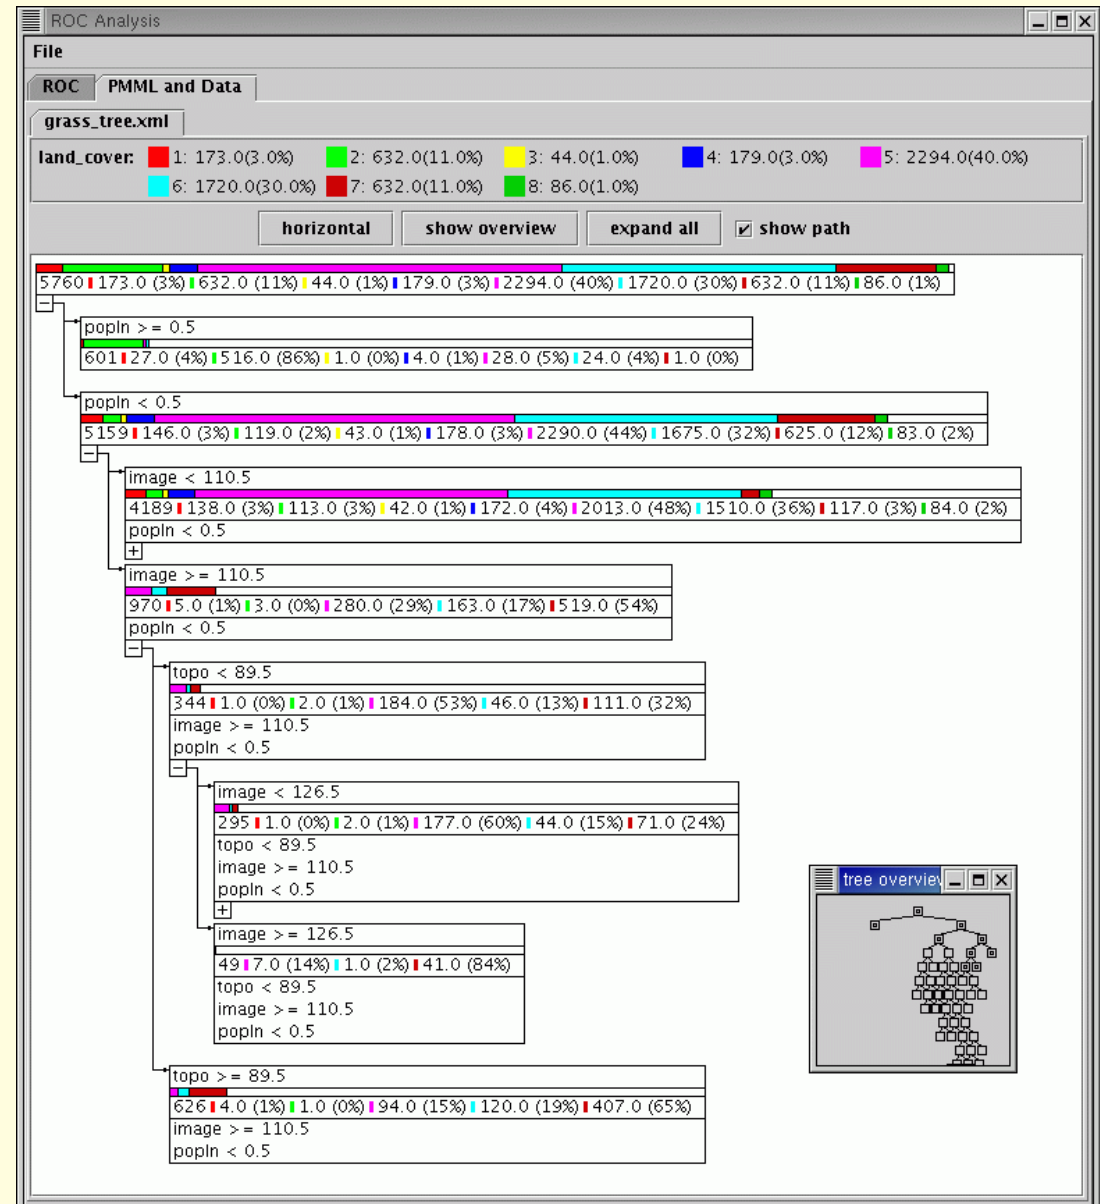 ROC Analysis
File
ROC PMML and Data
grass_tree.xml
land_cover: 1: 173.0(3.0%) 2: 632.0(11.0%) 3: 44.0(1.0%) 4: 179.0(3.0%) 5: 2294.0(40.0%)
6: 1720.0(30.0%) 7: 632.0(11.0%) 8: 86.0(1.0%)
horizontal show overview expand all show path
5760 173.0 (3%) 632.0 (11%) 44.0 (1%) 179.0 (3%) 2294.0 (40%) 1720.0 (30%) 632.0 (11%) 86.0 (1%)
popln >= 0.5
601 27.0 (4%) 516.0 (86%) 1.0 (0%) 4.0 (1%) 28.0 (5%) 24.0 (4%) 1.0 (0%)
popln < 0.5
5159 146.0 (3%) 119.0 (2%) 43.0 (1%) 178.0 (3%) 2290.0 (44%) 1675.0 (32%) 625.0 (12%) 83.0 (2%)
image < 110.5
4189 138.0 (3%) 113.0 (3%) 42.0 (1%) 172.0 (4%) 2013.0 (48%) 1510.0 (36%) 117.0 (3%) 84.0 (2%)
popln < 0.5
image >= 110.5
970 5.0 (1%) 3.0 (0%) 280.0 (29%) 163.0 (17%) 519.0 (54%)
popln < 0.5
topo < 89.5
344 1.0 (0%) 2.0 (1%) 184.0 (53%) 46.0 (13%) 111.0 (32%)
image >= 110.5
popln < 0.5
image < 126.5
295 1.0 (0%) 2.0 (1%) 177.0 (60%) 44.0 (15%) 71.0 (24%)
topo < 89.5
image >= 110.5
popln < 0.5
tree overview
image >= 126.5
49 7.0 (14%) 1.0 (2%) 41.0 (84%)
topo < 89.5
image >= 110.5
popln < 0.5
topo >= 89.5
626 4.0 (1%) 1.0 (0%) 94.0 (15%) 120.0 (19%) 407.0 (65%)
image >= 110.5
popln < 0.5